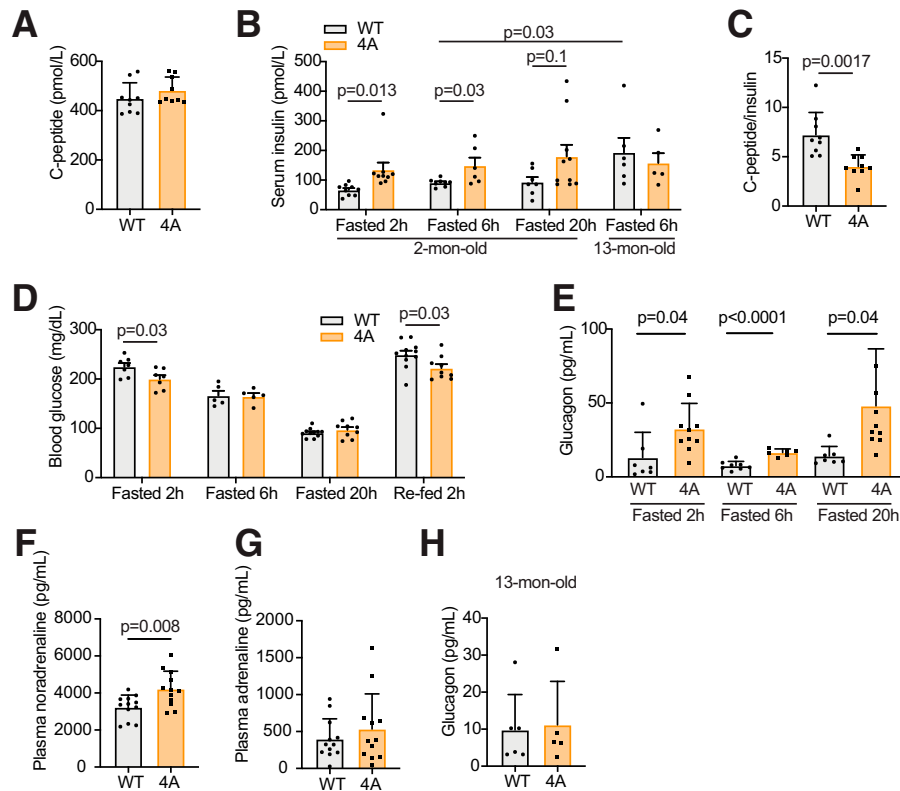 A
C-peptide (pmol/L)
600
400
200
0
WT
4A
B
WT
4A
Serum insulin (pmol/L)
500
400
300
200
100
0
p=0.013
p=0.03
p=0.1
p=0.03
Fasted 2h
Fasted 6h
Fasted 20h
Fasted 6h
2-mon-old
13-mon-old
C
p=0.0017
C-peptide/insulin
15
10
5
0
WT
4A
D
WT
4A
Blood glucose (mg/dL)
300
200
100
0
p=0.03
p=0.03
Fasted 2h
Fasted 6h
Fasted 20h
Re-fed 2h
E
Glucagon (pg/mL)
100
50
0
p=0.04
p<0.0001
p=0.04
WT
4A
WT
4A
WT
4A
Fasted 2h
Fasted 6h
Fasted 20h
F
Plasma noradrenaline (pg/mL)
8000
6000
4000
2000
0
p=0.008
WT
4A
G
Plasma adrenaline (pg/mL)
2000
1500
1000
500
0
WT
4A
H
13-mon-old
Glucagon (pg/mL)
40
30
20
10
0
WT
4A